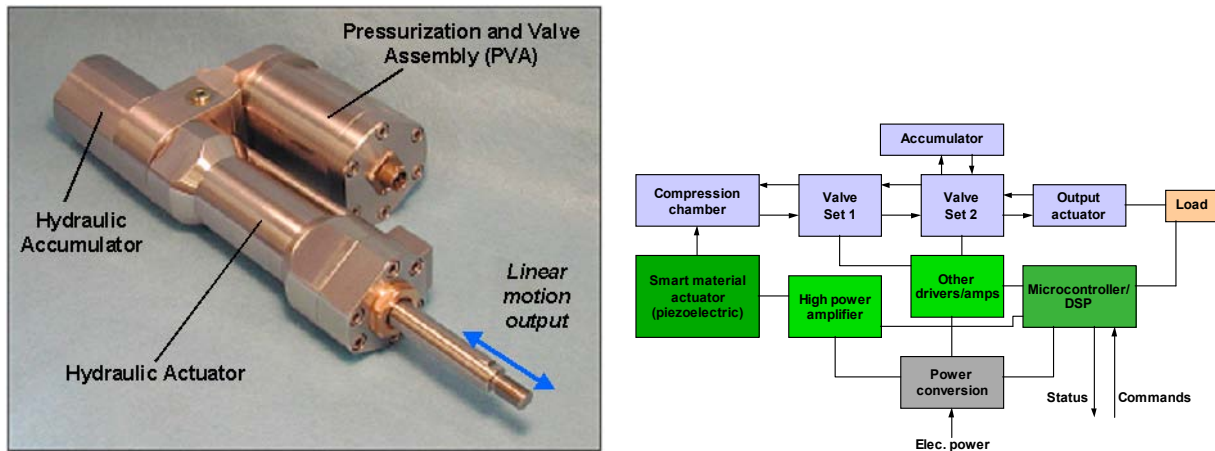 Pressurization and Valve
Assembly (PVA)
Hydraulic
Accumulator
Linear
motion
output
Hydraulic Actuator
Accumulator
Compression
chamber
Valve
Set 1
Valve
Set 2
Output
actuator
Load
Smart material
actuator
(piezoelectric)
High power
amplifier
Other
drivers/amps
Microcontroller/
DSP
Power
conversion
Status
Commands
Elec. power